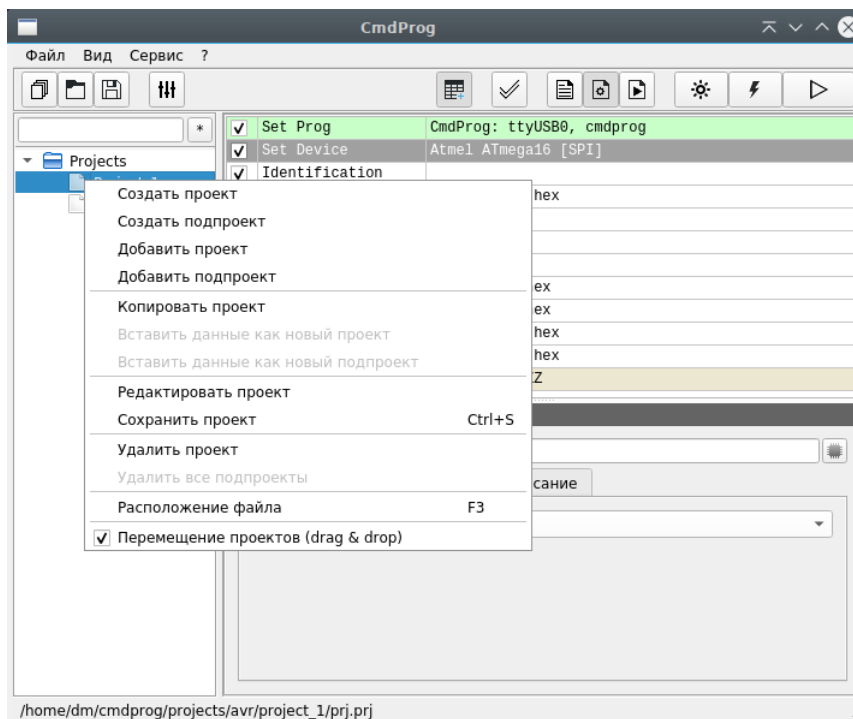 CmdProg
Файл Вид Сервис ?
*
Set Prog CmdProg: ttyUSB0, cmdprog
Projects
Set Device Atmel ATmega16 [SPI]
Identification
Создать проект
hex
Создать подпроект
Добавить проект
Добавить подпроект
ex
Копировать проект
ex
Вставить данные как новый проект
hex
Вставить данные как новый подпроект
hex
Редактировать проект
Сохранить проект Ctrl+S
Удалить проект
Удалить все подпроекты
сание
Расположение файла F3
Перемещение проектов (drag & drop)
/home/dm/cmdprog/projects/avr/project_1/prj.prj